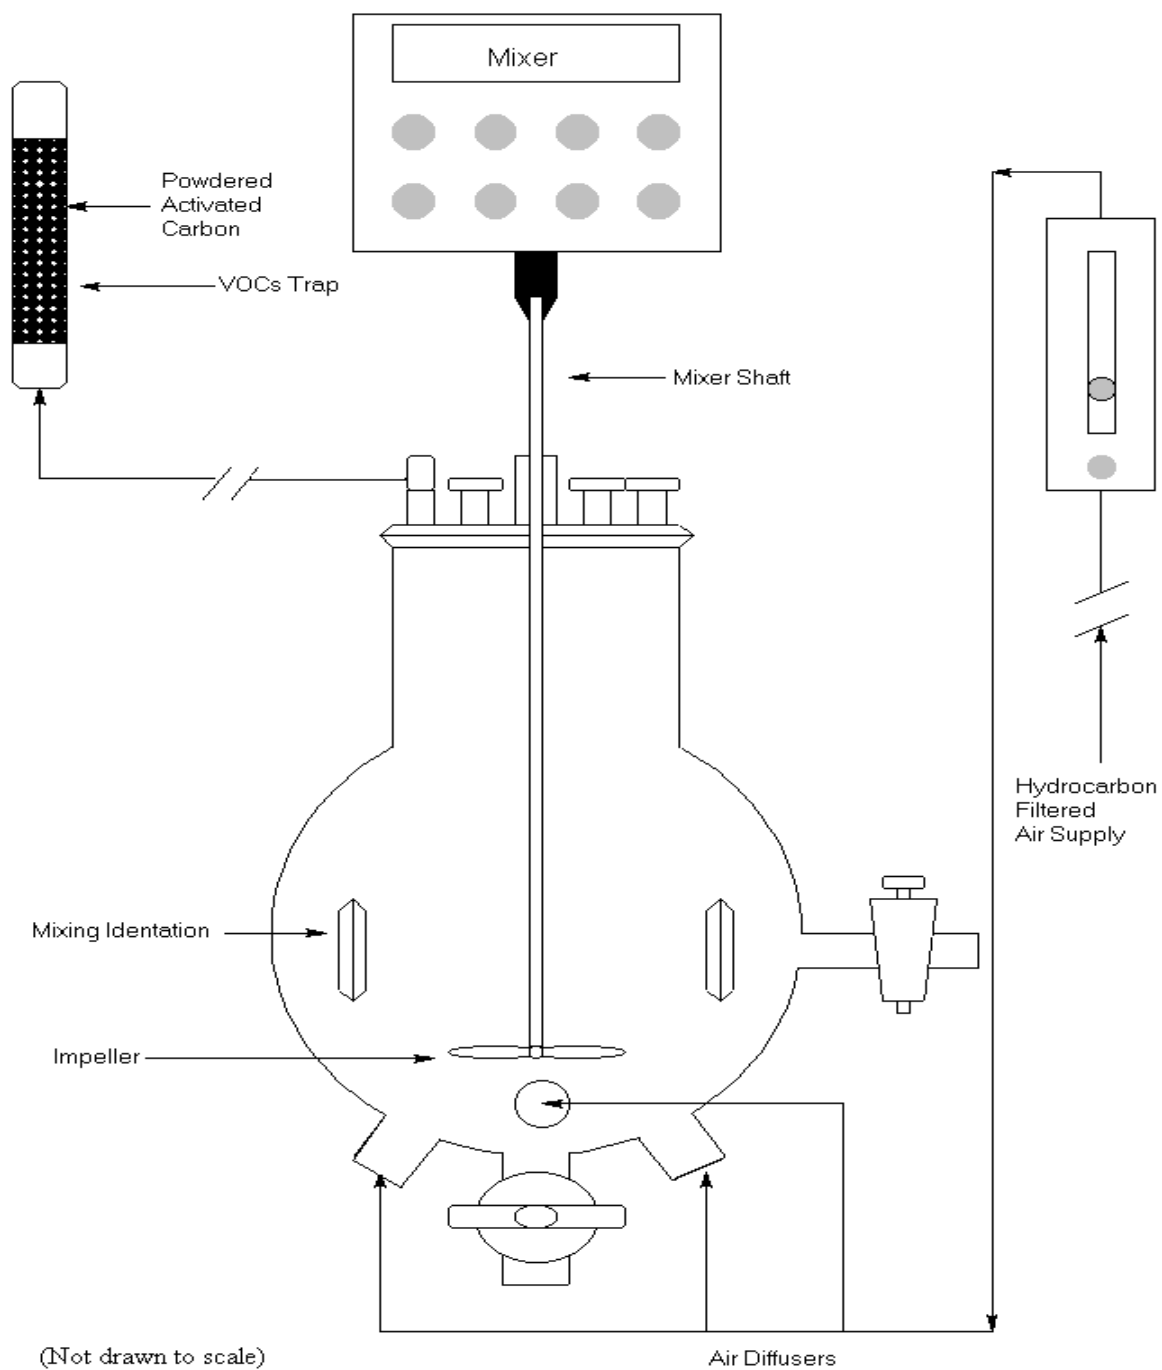 Mixer
Powdered
Activated
Carbon
VOCs Trap
Mixer Shaft
Hydrocarbon
Filtered
Air Supply
Mixing Identation
Impeller
(Not drawn to scale)
Air Diffusers